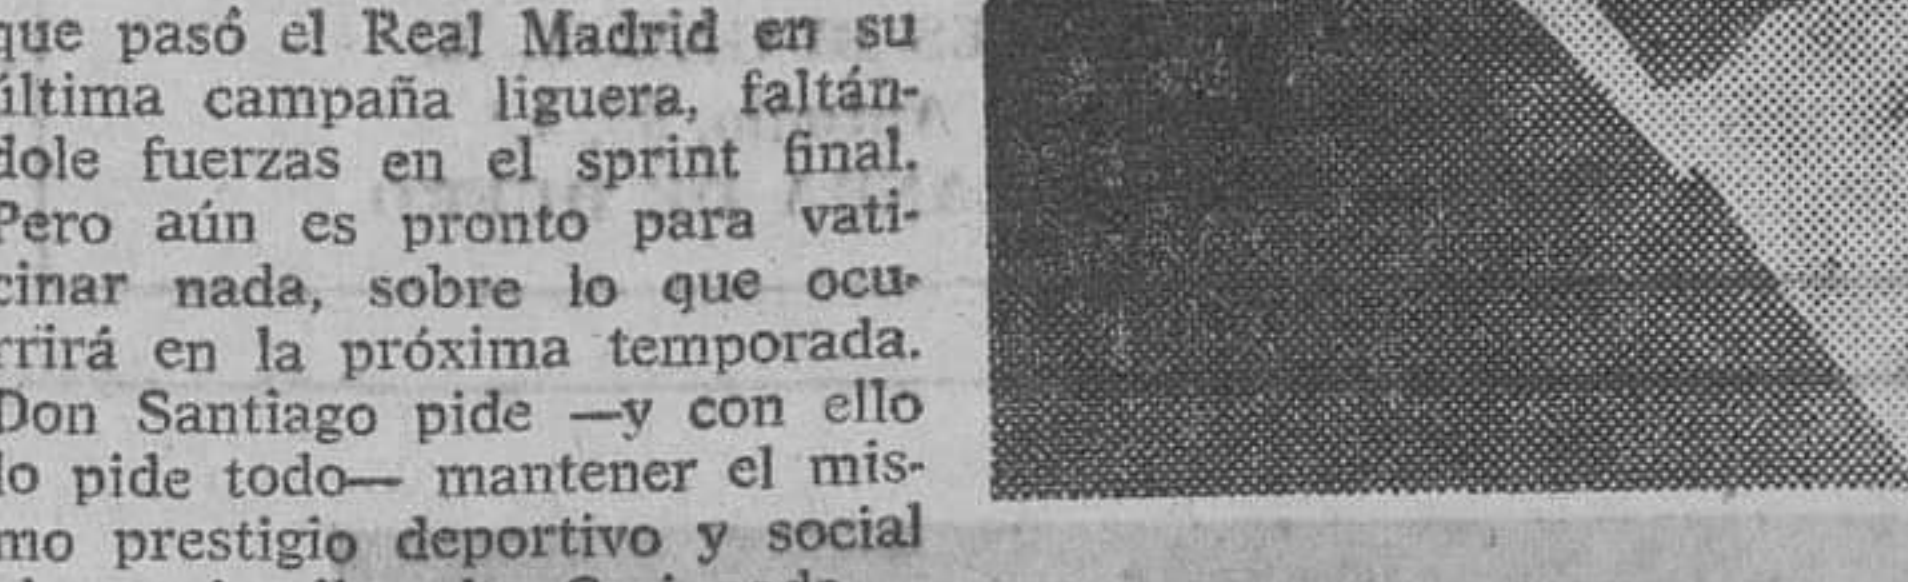 que pasó el Real Madrid en su
última campaña liguera, faltán-
dole fuerzas en el sprint final.
Pero aún es pronto para vati-
cinar nada, sobre lo que ocu-
rrirá en la próxima temporada.
Don Santiago pide —y con ello
lo pide todo— mantener el mis-
mo prestigio deportivo y social